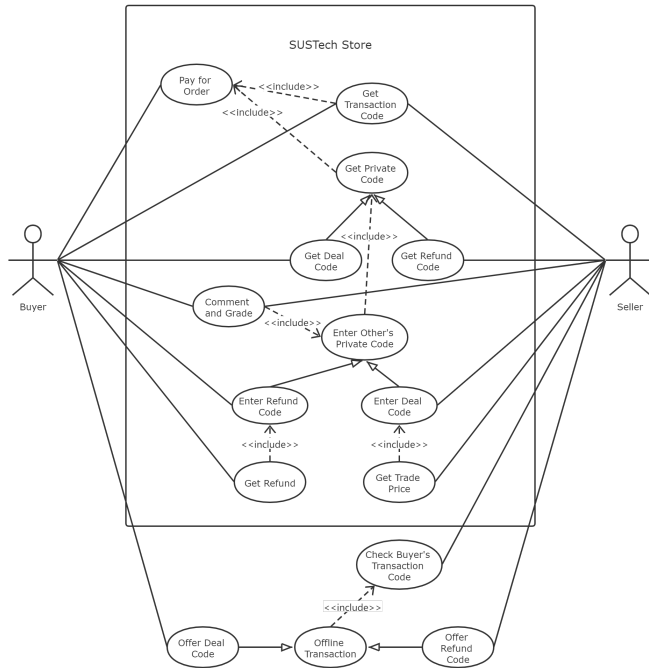 SUSTech Store
Pay for
Order
<<include>>
Get
Transaction
Code
<<include>>
Get Private
Code
<<include>>
Get Deal
Code
Get Refund
Code
Buyer
Seller
Comment
and Grade
<<include>>
Enter Other's
Private Code
Enter Refund
Code
Enter Deal
Code
<<include>>
<<include>>
Get Refund
Get Trade
Price
Check Buyer's
Transaction
Code
<<include>>
Offer Deal
Code
Offline
Transaction
Offer
Refund
Code